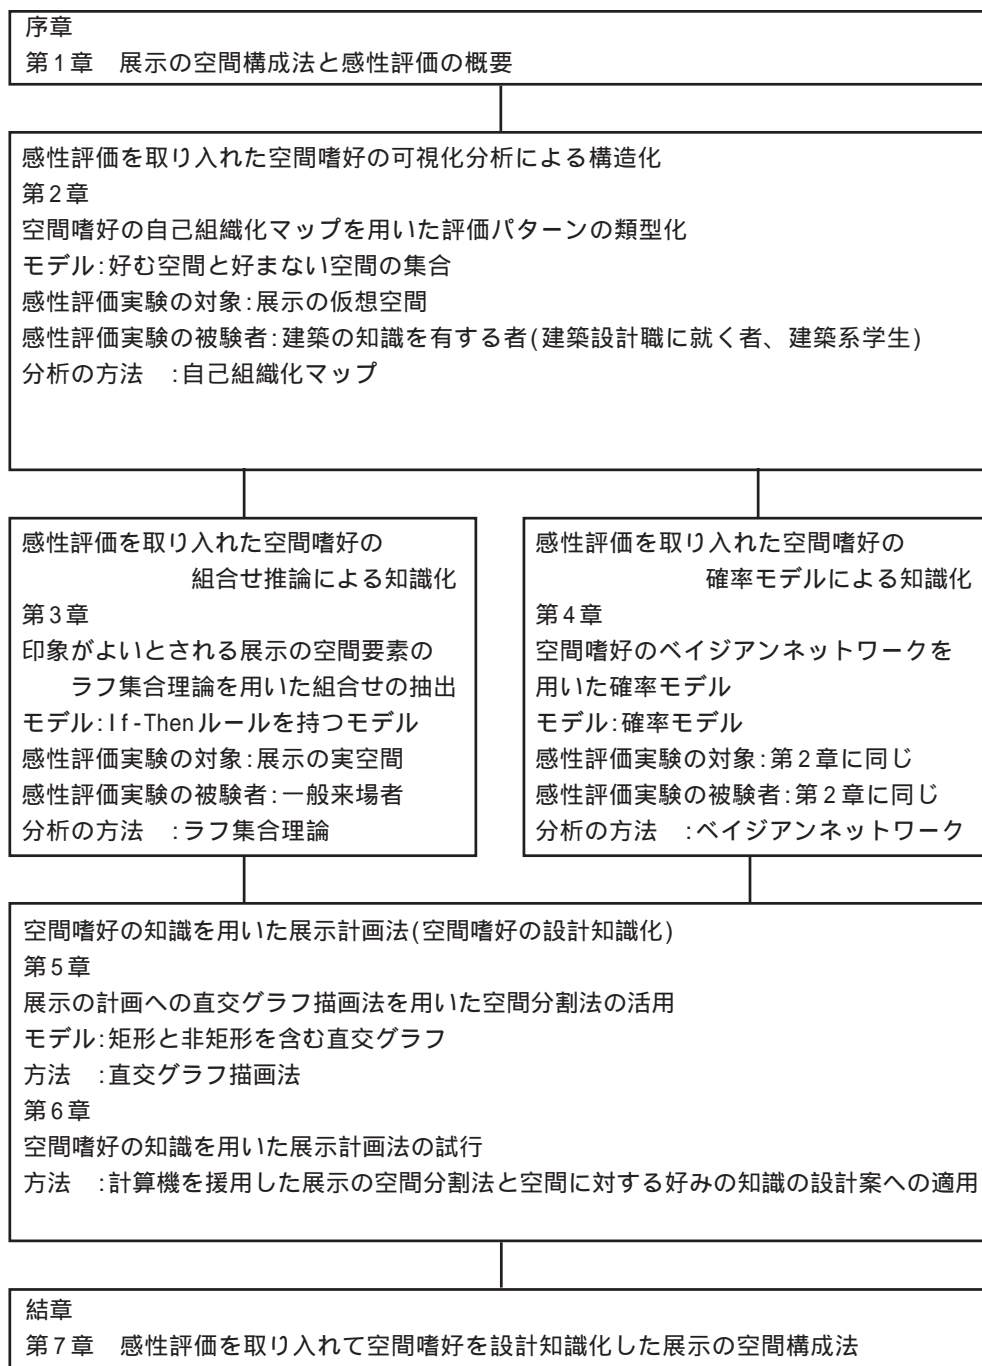 序章
第1章　展示の空間構成法と感性評価の概要
感性評価を取り入れた空間嗜好の可視化分析による構造化
第2章
空間嗜好の自己組織化マップを用いた評価パターンの類型化
モデル:好む空間と好まない空間の集合
感性評価実験の対象:展示の仮想空間
感性評価実験の被験者:建築の知識を有する者(建築設計職に就く者、建築系学生)
分析の方法　:自己組織化マップ
感性評価を取り入れた空間嗜好の
組合せ推論による知識化
第3章
印象がよいとされる展示の空間要素の
ラフ集合理論を用いた組合せの抽出
モデル:If-Thenルールを持つモデル
感性評価実験の対象:展示の実空間
感性評価実験の被験者:一般来場者
分析の方法　:ラフ集合理論
感性評価を取り入れた空間嗜好の
確率モデルによる知識化
第4章
空間嗜好のベイジアンネットワークを
用いた確率モデル
モデル:確率モデル
感性評価実験の対象:第2章に同じ
感性評価実験の被験者:第2章に同じ
分析の方法　:ベイジアンネットワーク
空間嗜好の知識を用いた展示計画法(空間嗜好の設計知識化)
第5章
展示の計画への直交グラフ描画法を用いた空間分割法の活用
モデル:矩形と非矩形を含む直交グラフ
方法　:直交グラフ描画法
第6章
空間嗜好の知識を用いた展示計画法の試行
方法　:計算機を援用した展示の空間分割法と空間に対する好みの知識の設計案への適用
結章
第7章　感性評価を取り入れて空間嗜好を設計知識化した展示の空間構成法